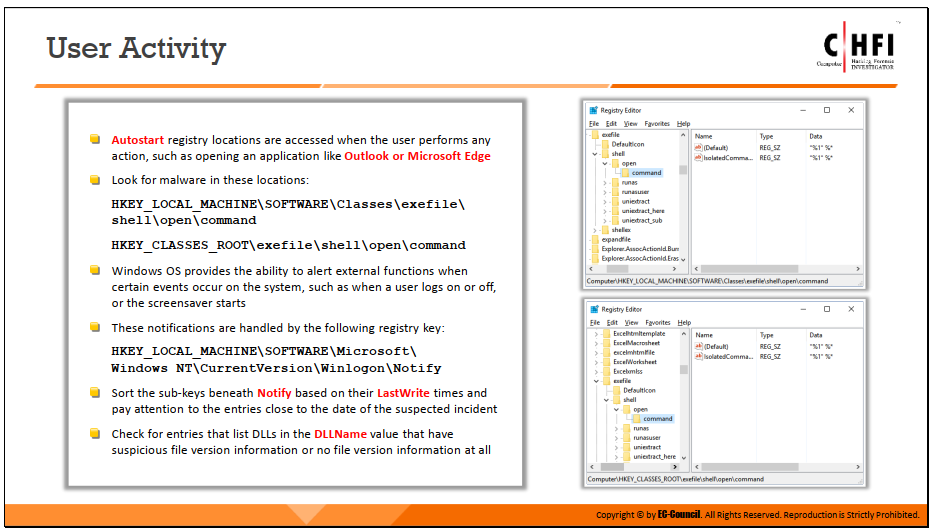 User Activity
CHFI
Computer Hacking Forensic
INVESTIGATOR
Autostart registry locations are accessed when the user performs any
action, such as opening an application like Outlook or Microsoft Edge
Look for malware in these locations:
HKEY_LOCAL_MACHINE\SOFTWARE\Classes\exefile\
shell\open\command
HKEY_CLASSES_ROOT\exefile\shell\open\command
Windows OS provides the ability to alert external functions when
certain events occur on the system, such as when a user logs on or off,
or the screensaver starts
These notifications are handled by the following registry key:
HKEY_LOCAL_MACHINE\SOFTWARE\Microsoft\
Windows NT\CurrentVersion\Winlogon\Notify
Sort the sub-keys beneath Notify based on their LastWrite times and
pay attention to the entries close to the date of the suspected incident
Check for entries that list DLLs in the DLLName value that have
suspicious file version information or no file version information at all
Registry Editor
File Edit View Favorites Help
exefile
DefaultIcon
shell
open
command
runas
runasuser
uniextract
uniextract_here
uniextract_sub
shellex
expandfile
Explorer.AssocActionId.Burr
Explorer.AssocActionId.Eras
Name Type Data
(Default) REG_SZ "%1" %*
IsolatedComma... REG_SZ "%1" %*
Computer\HKEY_LOCAL_MACHINE\SOFTWARE\Classes\exefile\shell\open\command
Registry Editor
File Edit View Favorites Help
Excelhtmltemplate
ExcelMacrosheet
excelmhtmlfile
ExcelWorksheet
Excelxmlss
exefile
DefaultIcon
shell
open
command
runas
runasuser
uniextract
uniextract_here
Name Type Data
(Default) REG_SZ "%1" %*
IsolatedComma... REG_SZ "%1" %*
Computer\HKEY_CLASSES_ROOT\exefile\shell\open\command
Copyright © by EC-Council. All Rights Reserved. Reproduction is Strictly Prohibited.